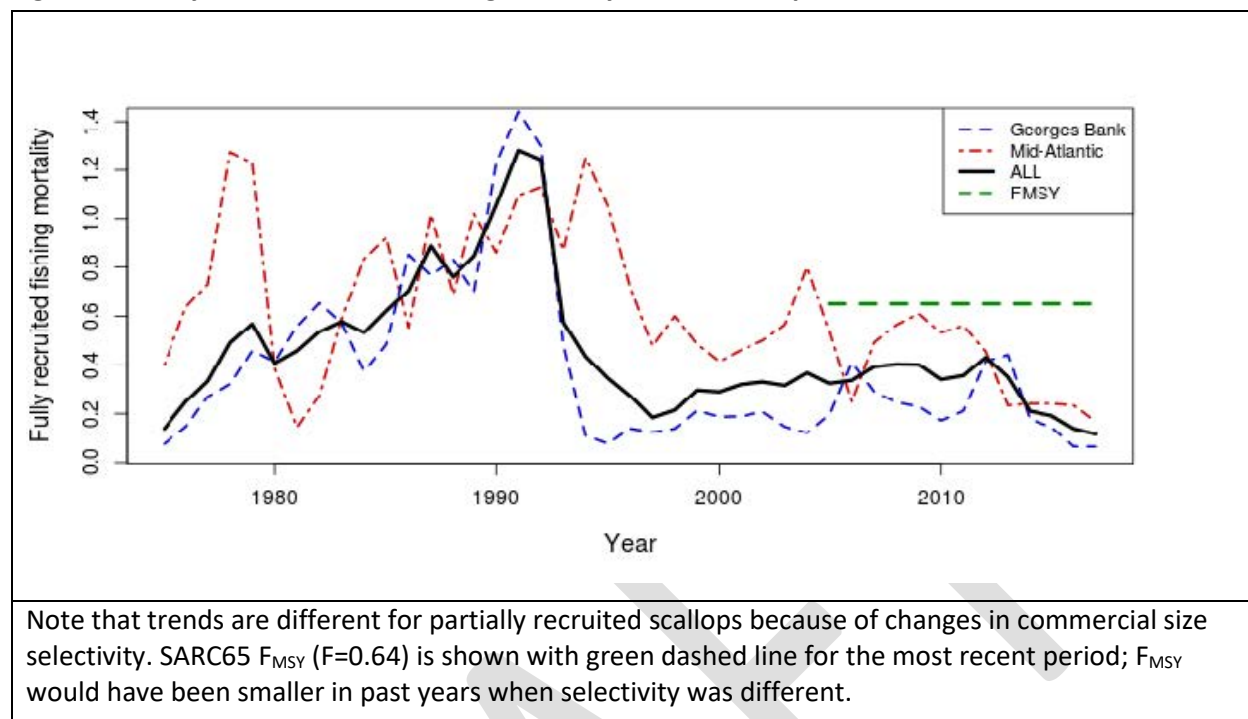 1.4
1.2
1.0
0.8
0.6
0.4
0.2
0.0
Fully recruited fishing mortality
1980 1990 2000 2010
Year
Georges Bank
Mid-Atlantic
ALL
FMSY
Note that trends are different for partially recruited scallops because of changes in commercial size
selectivity. SARC65 FMSY (F=0.64) is shown with green dashed line for the most recent period; FMSY
would have been smaller in past years when selectivity was different.